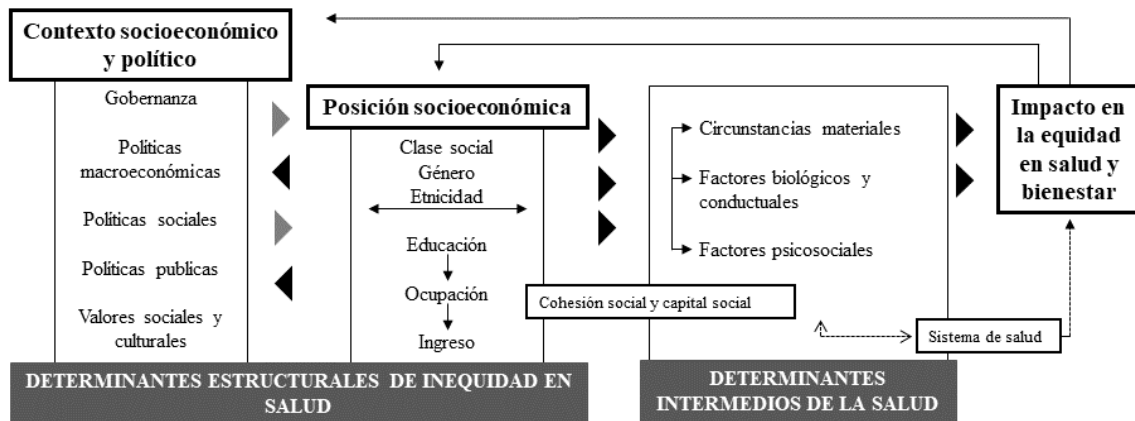 Contexto socioeconómico
y político
Gobernanza
Políticas
macroeconómicas
Políticas sociales
Políticas publicas
Valores sociales y
culturales
Posición socioeconómica
Clase social
Género
Etnicidad
Educación
Ocupación
Ingreso
Circunstancias materiales
Factores biológicos y
conductuales
Factores psicosociales
Cohesión social y capital social
Sistema de salud
Impacto en
la equidad
en salud y
bienestar
DETERMINANTES ESTRUCTURALES DE INEQUIDAD EN
SALUD
DETERMINANTES
INTERMEDIOS DE LA SALUD